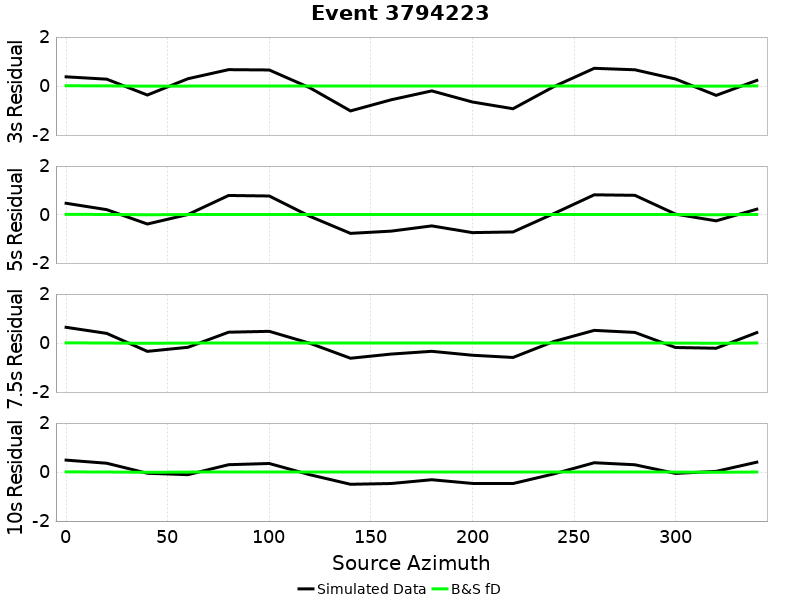 Event 3794223
3s Residual
2
0
-2
5s Residual
2
0
-2
7.5s Residual
2
0
-2
10s Residual
2
0
-2
0 50 100 150 200 250 300
Source Azimuth
Simulated Data B&S fD